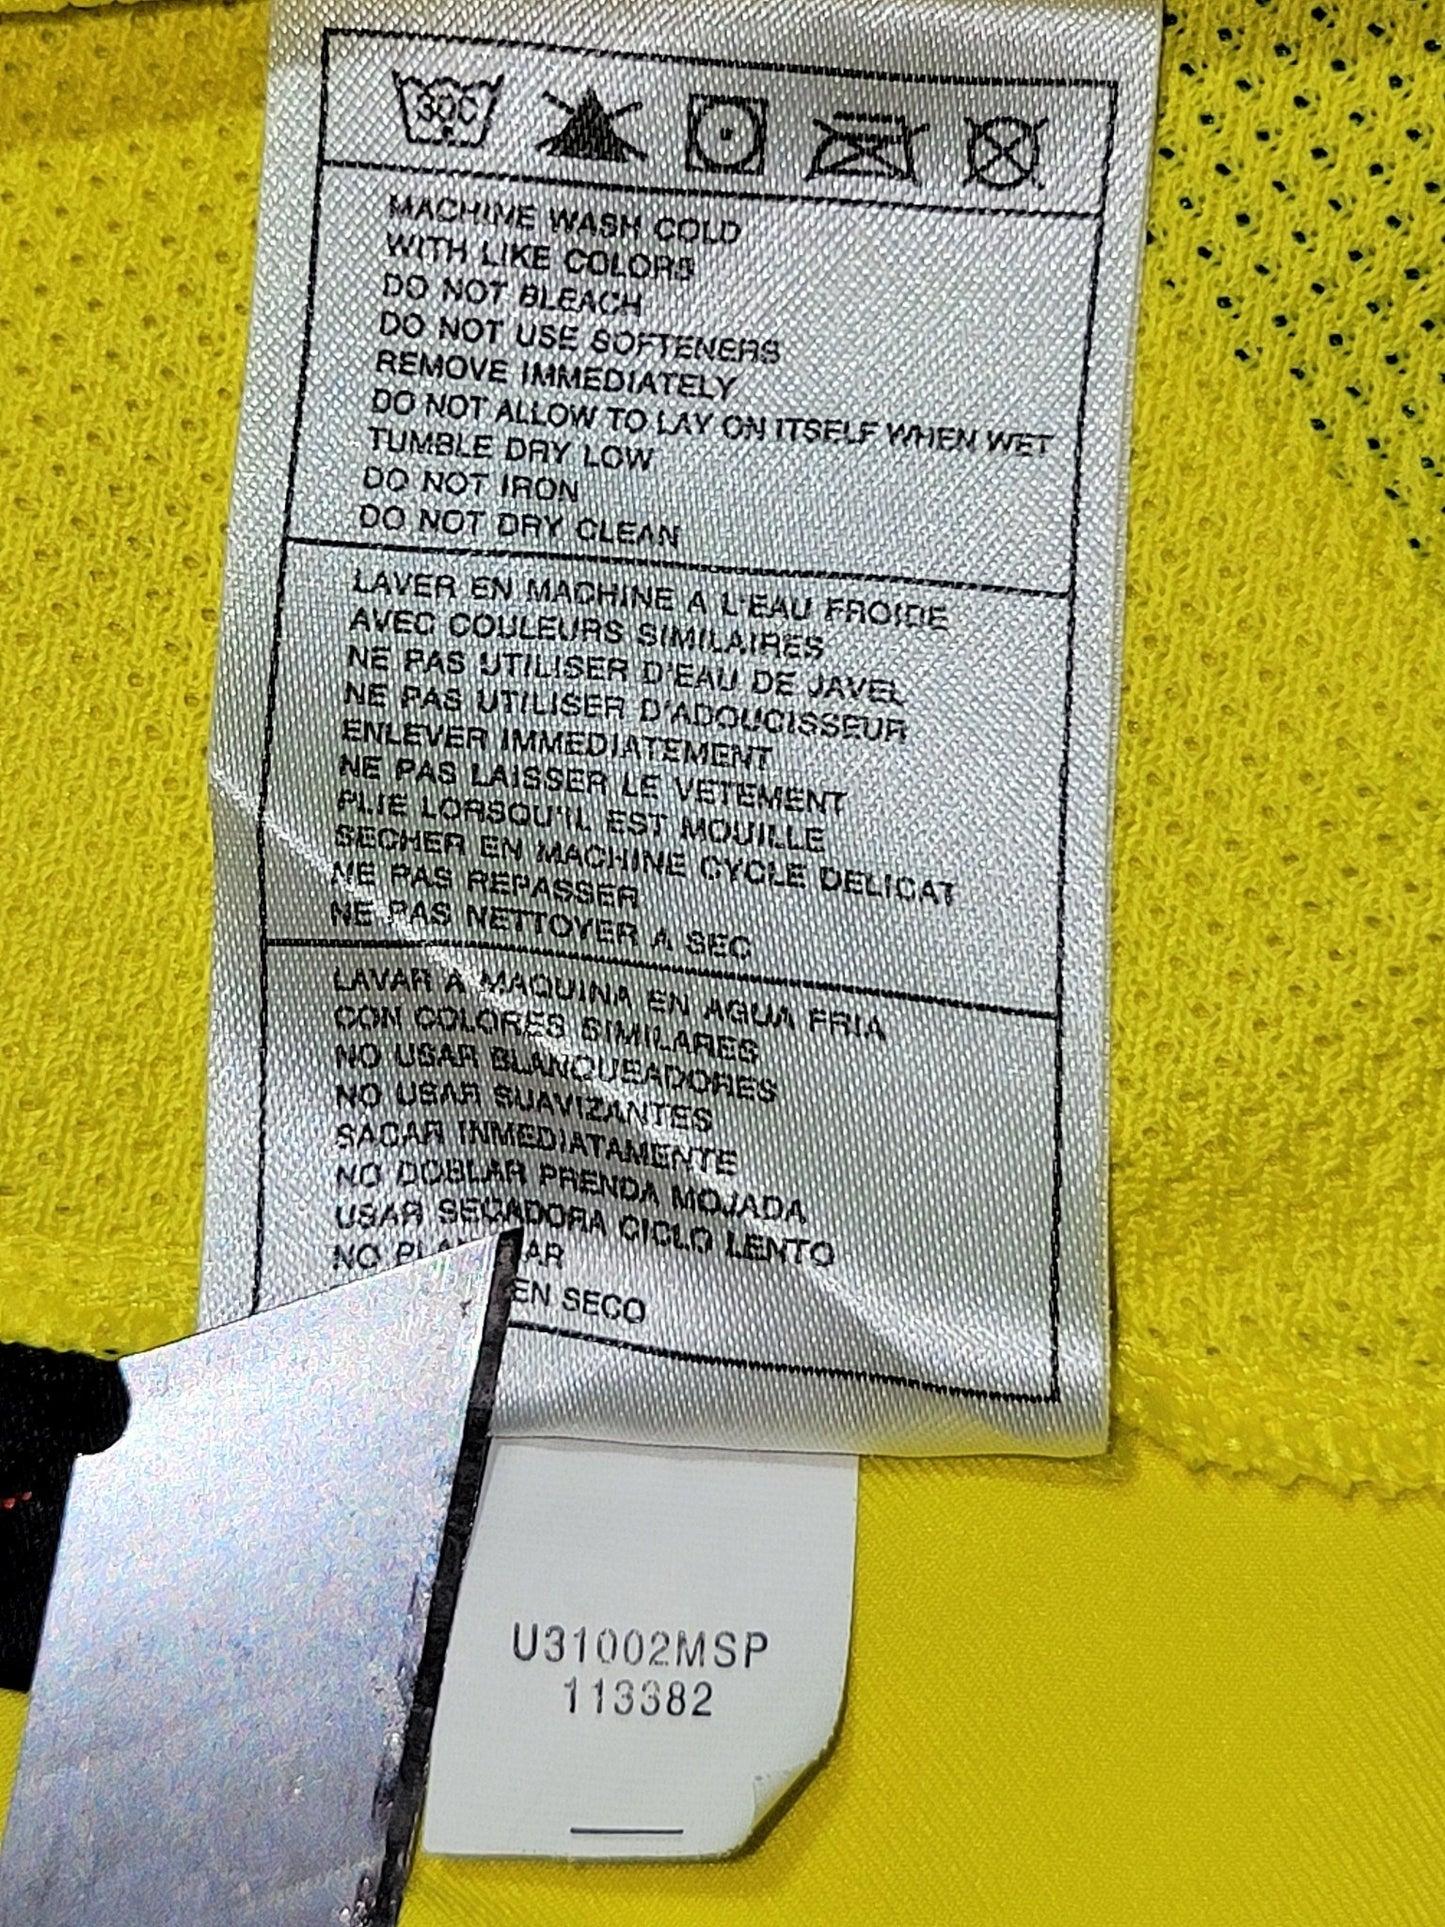 30C
MACHINE WASH COLD
WITH LIKE COLORS
DO NOT BLEACH
DO NOT USE SOFTENERS
REMOVE IMMEDIATELY
DO NOT ALLOW TO LAY ON ITSELF WHEN WET
TUMBLE DRY LOW
DO NOT IRON
DO NOT DRY CLEAN
LAVER EN MACHINE A L'EAU FROIDE
AVEC COULEURS SIMILAIRES
NE PAS UTILISER D'EAU DE JAVEL
NE PAS UTILISER D'ADOUCISSEUR
ENLEVER IMMEDIATEMENT
NE PAS LAISSER LE VETEMENT
PLIE LORSQU'IL EST MOUILLE
SECHER EN MACHINE CYCLE DELICAT
NE PAS REPASSER
NE PAS NETTOYER A SEC
LAVAR A MAQUINA EN AGUA FRIA
CON COLORES SIMILARES
NO USAR BLANQUEADORES
NO USAR SUAVIZANTES
SACAR INMEDIATAMENTE
NO DOBLAR PRENDA MOJADA
USAR SECADORA CICLO LENTO
NO
EN SECO
U31002MSP
113382